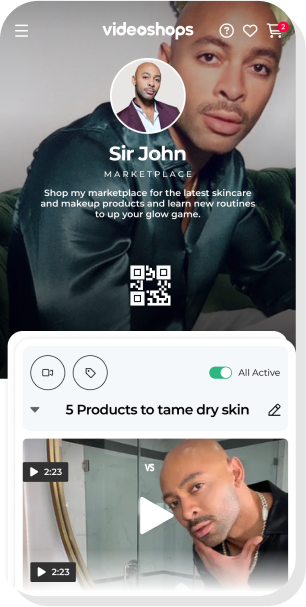 videoshops
2
Sir John
MARKETPLACE
Shop my marketplace for the latest skincare
and makeup products and learn new routines
to up your glow game.
All Active
5 Products to tame dry skin
2:23
VS
2:23